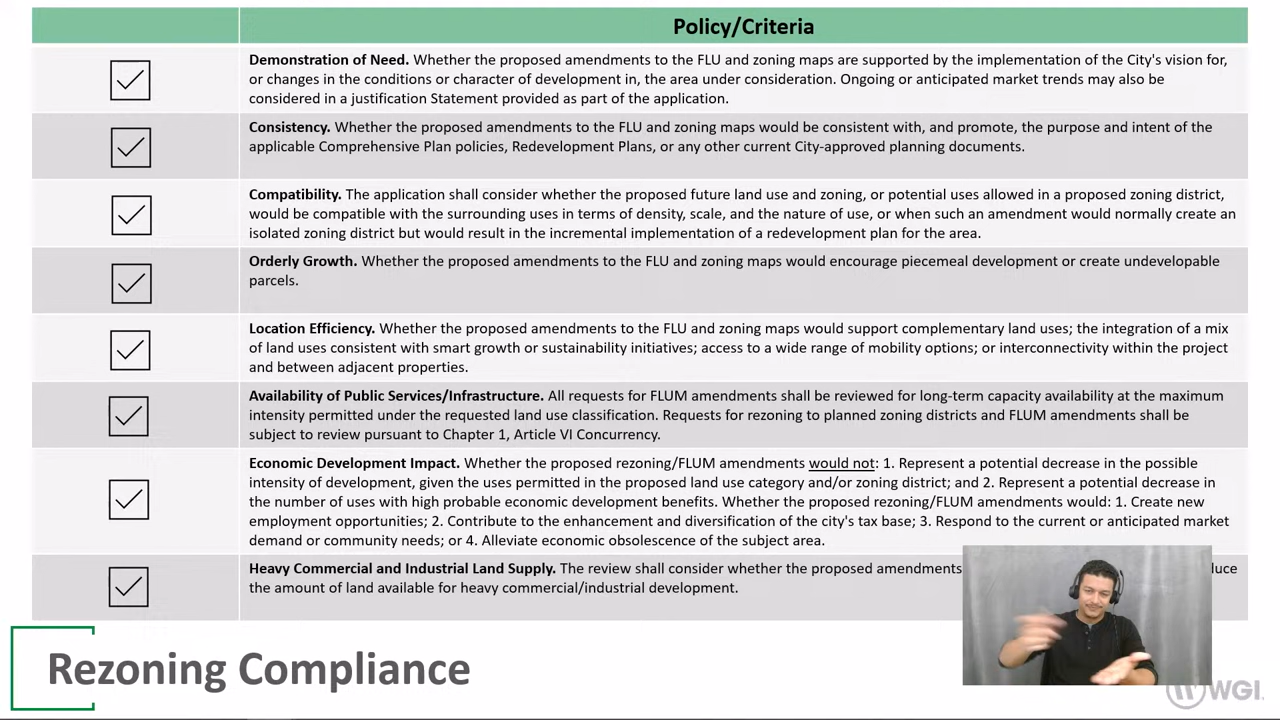 Policy/Criteria
Demonstration of Need. Whether the proposed amendments to the FLU and zoning maps are supported by the implementation of the City's vision for,
or changes in the conditions or character of development in, the area under consideration. Ongoing or anticipated market trends may also be
considered in a justification Statement provided as part of the application.
Consistency. Whether the proposed amendments to the FLU and zoning maps would be consistent with, and promote, the purpose and intent of the
applicable Comprehensive Plan policies, Redevelopment Plans, or any other current City-approved planning documents.
Compatibility. The application shall consider whether the proposed future land use and zoning, or potential uses allowed in a proposed zoning district,
would be compatible with the surrounding uses in terms of density, scale, and the nature of use, or when such an amendment would normally create an
isolated zoning district but would result in the incremental implementation of a redevelopment plan for the area.
Orderly Growth. Whether the proposed amendments to the FLU and zoning maps would encourage piecemeal development or create undevelopable
parcels.
Location Efficiency. Whether the proposed amendments to the FLU and zoning maps would support complementary land uses; the integration of a mix
of land uses consistent with smart growth or sustainability initiatives; access to a wide range of mobility options; or interconnectivity within the project
and between adjacent properties.
Availability of Public Services/Infrastructure. All requests for FLUM amendments shall be reviewed for long-term capacity availability at the maximum
intensity permitted under the requested land use classification. Requests for rezoning to planned zoning districts and FLUM amendments shall be
subject to review pursuant to Chapter 1, Article VI Concurrency.
Economic Development Impact. Whether the proposed rezoning/FLUM amendments would not: 1. Represent a potential decrease in the possible
intensity of development, given the uses permitted in the proposed land use category and/or zoning district; and 2. Represent a potential decrease in
the number of uses with high probable economic development benefits. Whether the proposed rezoning/FLUM amendments would: 1. Create new
employment opportunities; 2. Contribute to the enhancement and diversification of the city's tax base; 3. Respond to the current or anticipated market
demand or community needs; or 4. Alleviate economic obsolescence of the subject area.
Heavy Commercial and Industrial Land Supply. The review shall consider whether the proposed amendments
the amount of land available for heavy commercial/industrial development.
Rezoning Compliance
WGI